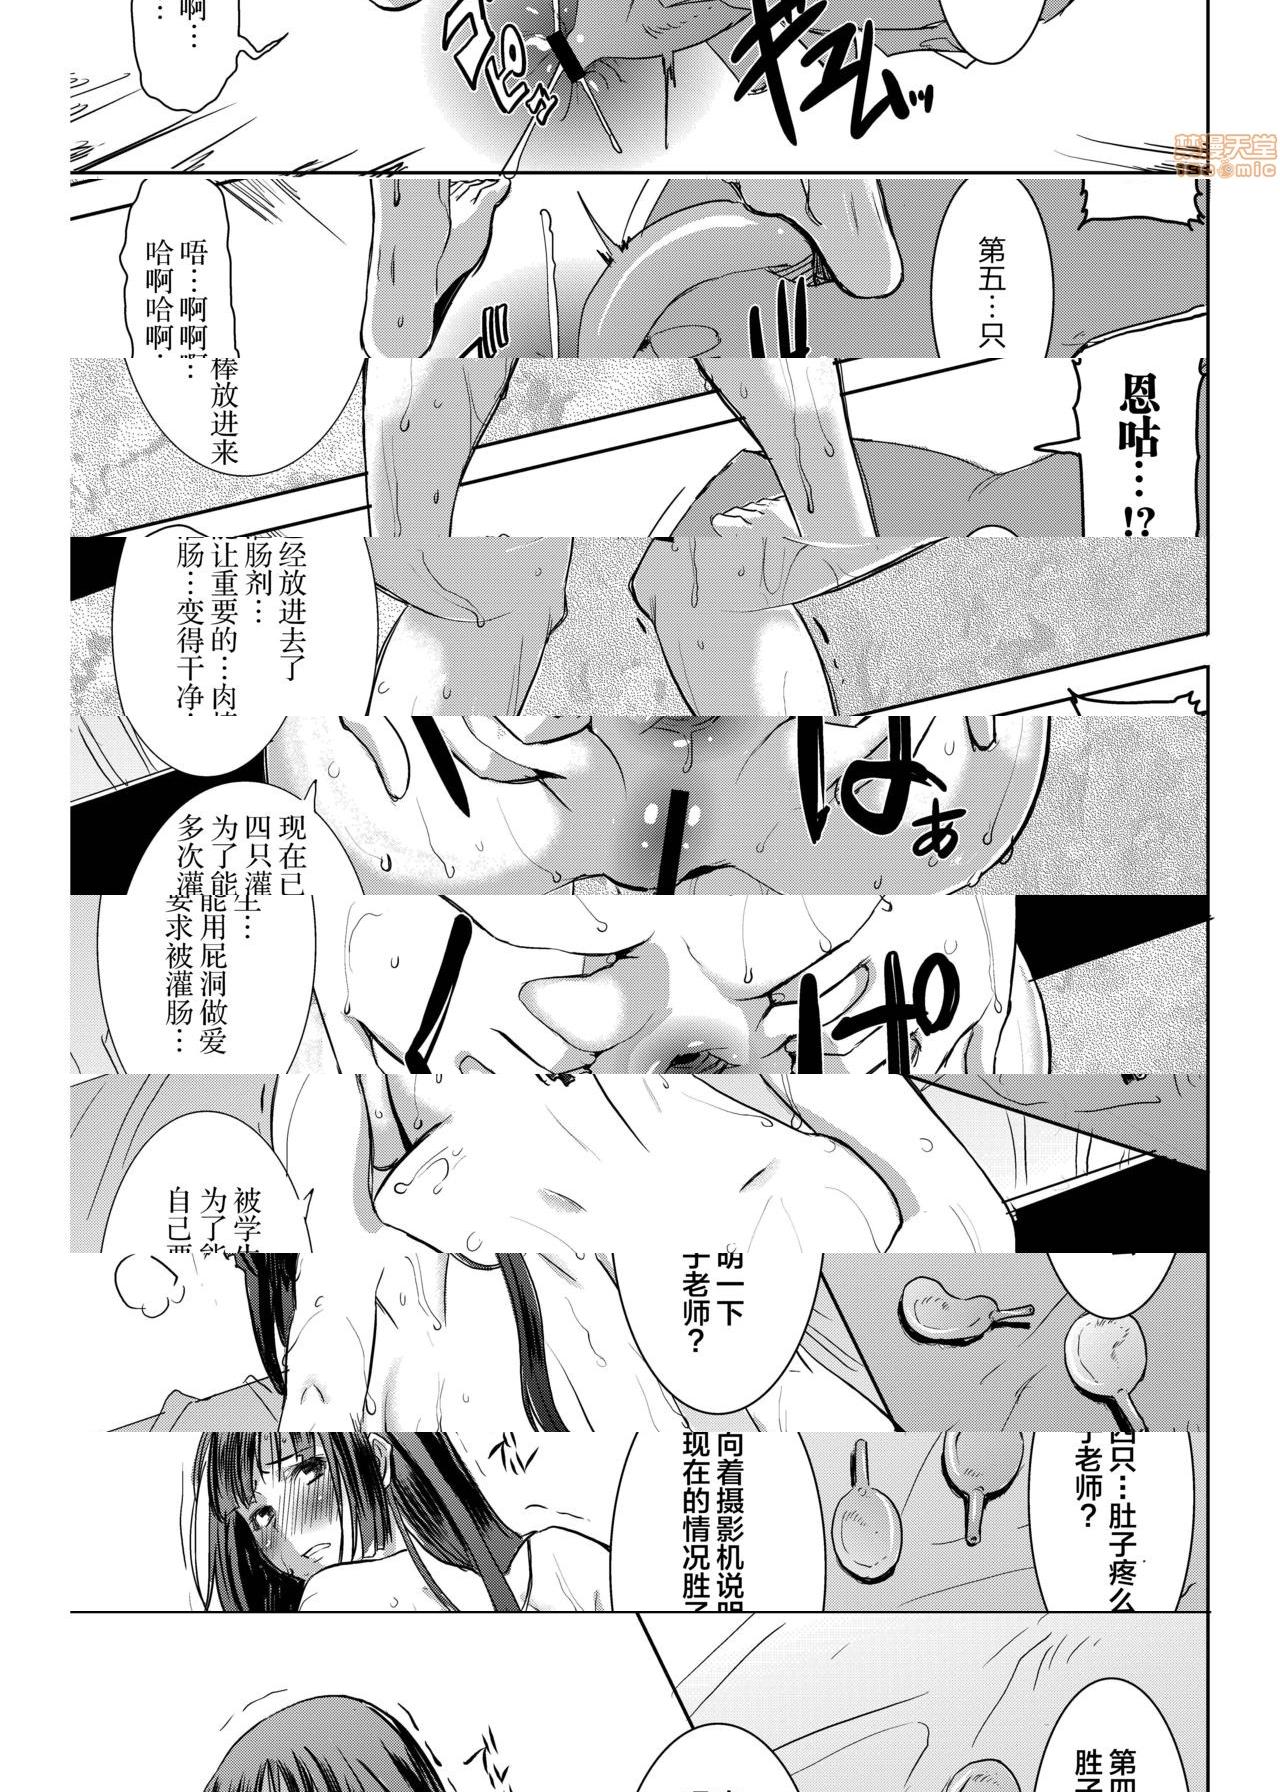 第四只…肚子疼么
胜子老师？
向着摄影机说明一下
现在的情况胜子老师？
被学生…
为了能用屁洞做爱
自己要求被灌肠…
现在已经放进去了
四只灌肠剂…
为了能让重要的…肉棒放进来
多次灌肠…变得干净
恩咕…!?
第五…只
唔…啊啊啊…
哈啊哈啊…